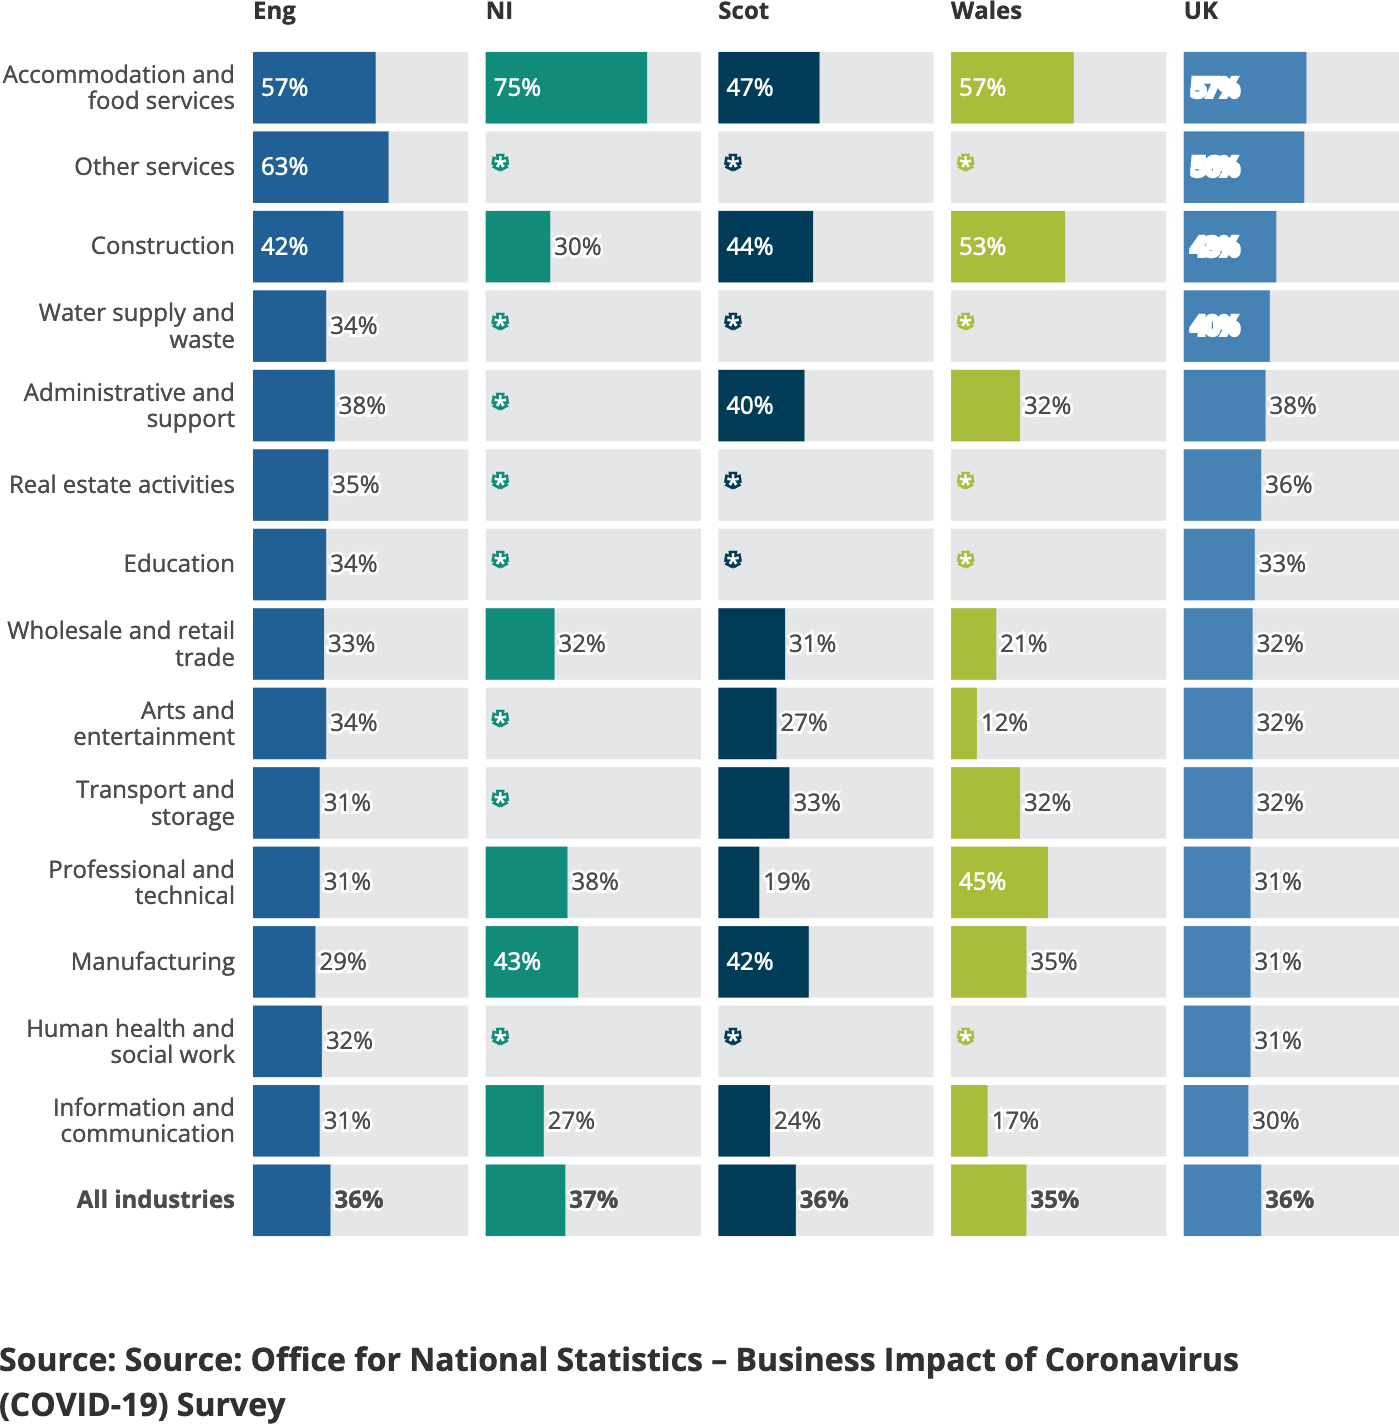 Eng NI Scot Wales UK
Accommodation and
food services
57% 75% 47% 57% 57%
Other services
63% * * * 56%
Construction
42% 30% 44% 53% 43%
Water supply and
waste
34% * * * 40%
Administrative and
support
38% * 40% 32% 38%
Real estate activities
35% * * * 36%
Education
34% * * * 33%
Wholesale and retail
trade
33% 32% 31% 21% 32%
Arts and
entertainment
34% * 27% 12% 32%
Transport and
storage
31% * 33% 32% 32%
Professional and
technical
31% 38% 19% 45% 31%
Manufacturing
29% 43% 42% 35% 31%
Human health and
social work
32% * * * 31%
Information and
communication
31% 27% 24% 17% 30%
All industries
36% 37% 36% 35% 36%
Source: Source: Office for National Statistics – Business Impact of Coronavirus
(COVID-19) Survey